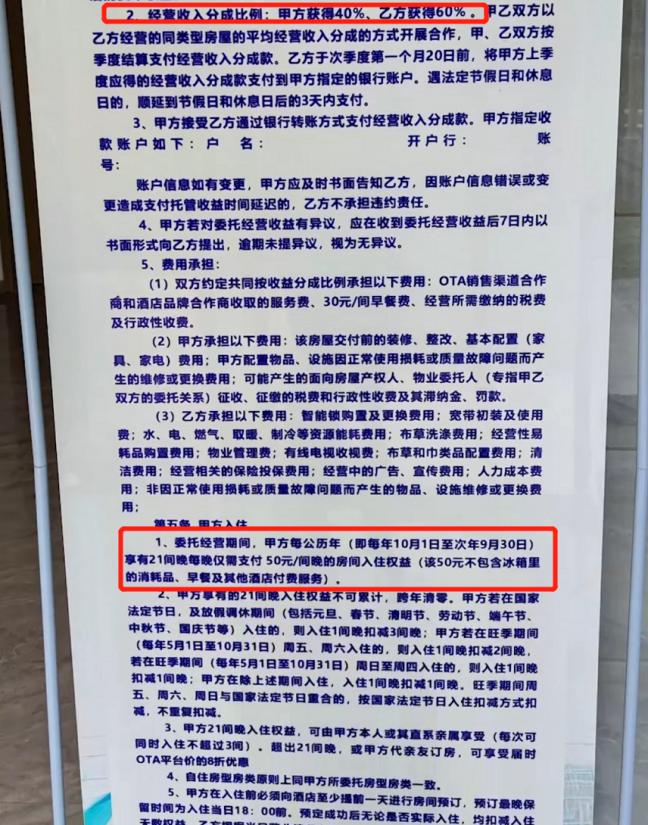 2、经营收入分成比例：甲方获得40%、乙方获得60%。甲乙双方以
乙方经营的同类型房屋的平均经营收入分成的方式开展合作，甲、乙双方按
季度结算支付经营收入分成款。乙方于次季度第一个月20日前，将甲方上季
度应得的经营收入分成款支付到甲方指定的银行账户。遇法定节假日和休息
日的，顺延到节假日和休息日后的3天内支付。
3、甲方接受乙方通过银行转账方式支付经营收入分成款。甲方指定收
款账户如下：户 名： 开户行： 账
号：
账户信息如有变更，甲方应及时书面告知乙方，因账户信息错误或变
更造成支付托管收益时间延迟的，乙方不承担违约责任。
4、甲方若对委托经营收益有异议，应在收到委托经营收益后7日内以
书面形式向乙方提出，逾期未提异议，视为无异议。
5、费用承担：
（1）双方约定共同按收益分成比例承担以下费用：OTA销售渠道合作
商和酒店品牌合作商收取的服务费、30元/间早餐费、经营所需缴纳的税费
及行政性收费。
（2）甲方承担以下费用：该房屋交付前的装修、整改、基本配置（家
具、家电）费用；甲方配置物品、设施因正常使用损耗或质量故障问题而产
生的维修或更换费用；可能产生的面向房屋产权人、物业委托人（专指甲乙
双方的委托关系）征收、征缴的税费和行政性收费及其滞纳金、罚款。
（3）乙方承担以下费用：智能锁购置及更换费用；宽带初装及使用
费；水、电、燃气、取暖、制冷等资源能耗费用；布草洗涤费用；经营性易
耗品购置费用；物业管理费；有线电视收视费；布草和巾类品配置费用；清
洁费用；经营相关的保险投保费用；经营中的广告、宣传费用；人力成本费
用；非因正常使用损耗或质量故障问题而产生的物品、设施维修或更换费
用；
第五条 甲方入住
1、委托经营期间，甲方每公历年（即每年10月1日至次年9月30日）
享有21间晚每晚仅需支付 50元/间晚的房间入住权益（该50元不包含冰箱里
的消耗品、早餐及其他酒店付费服务）。
2、甲方享有的21间晚入住权益不可累计，跨年清零。甲方若在国家
法定节日，及放假调休期间（包括元旦、春节、清明节、劳动节、端午节、
中秋节、国庆节等）入住的，则入住1间晚扣减3间晚；甲方若在旺季期间
（每年5月1日至10月31日）周五、周六入住的，则入住1间晚扣减2间晚，
若在旺季期间（每年5月1日至10月31日）周日至周四入住的，则入住1间晚
扣减1间晚；甲方在除上述期间入住，入住1间晚扣减1间晚。旺季期间周
五、周六、周日与国家法定节日重合的，按国家法定节日入住扣减方式扣
减，不重复扣减。
3、甲方21间晚入住权益，可由甲方本人或其直系亲属享受（每次可
同时入住不超过3间）。超出21间晚，或甲方代亲友订房，可享受届时
OTA平台价的8折优惠
4、自住房型房类原则上同甲方所委托房型房类一致。
5、甲方在入住前必须向酒店至少提前一天进行房间预订，预订最晚保
留时间为入住当日18：00前。预定成功后无论是否实际入住，均扣减入住